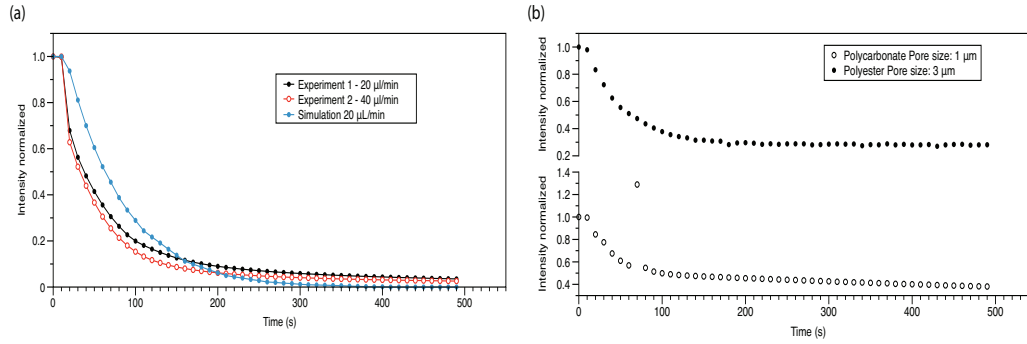 (a)
Intensity normalized
1.0
0.8
0.6
0.4
0.2
0
0
100
200
300
400
500
Time (s)
Experiment 1 - 20 µl/min
Experiment 2 - 40 µl/min
Simulation 20 µL/min
(b)
Intensity normalized
1.0
0.8
0.6
0.4
0.2
Polycarbonate Pore size: 1 µm
Polyester Pore size: 3 µm
Intensity normalized
1.4
1.2
1.0
0.8
0.6
0.4
0
100
200
300
400
500
Time (s)